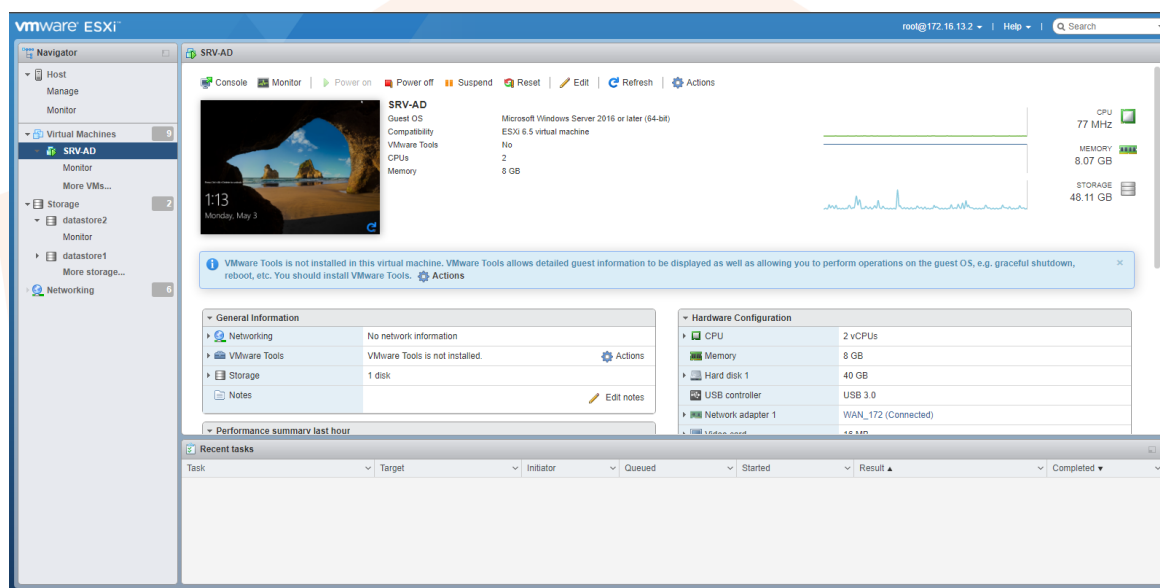 vmware ESXi™
root@172.16.13.2 | Help | Search
Navigator
Host
Manage
Monitor
Virtual Machines 9
SRV-AD
Monitor
More VMs...
Storage 2
datastore2
Monitor
datastore1
More storage...
Networking 6
SRV-AD
Console Monitor | Power on Power off Suspend Reset | Edit | Refresh | Actions
1:13
Monday, May 3
SRV-AD
Guest OS Microsoft Windows Server 2016 or later (64-bit)
Compatibility ESXi 6.5 virtual machine
VMware Tools No
CPUs 2
Memory 8 GB
CPU
77 MHz
MEMORY
8.07 GB
STORAGE
48.11 GB
VMware Tools is not installed in this virtual machine. VMware Tools allows detailed guest information to be displayed as well as allowing you to perform operations on the guest OS, e.g. graceful shutdown,
reboot, etc. You should install VMware Tools. Actions
General Information
Networking No network information
VMware Tools VMware Tools is not installed. Actions
Storage 1 disk
Notes Edit notes
Performance summary last hour
Hardware Configuration
CPU 2 vCPUs
Memory 8 GB
Hard disk 1 40 GB
USB controller USB 3.0
Network adapter 1 WAN_172 (Connected)
Video card 16 MB
Recent tasks
Task Target Initiator Queued Started Result ▲ Completed ▼